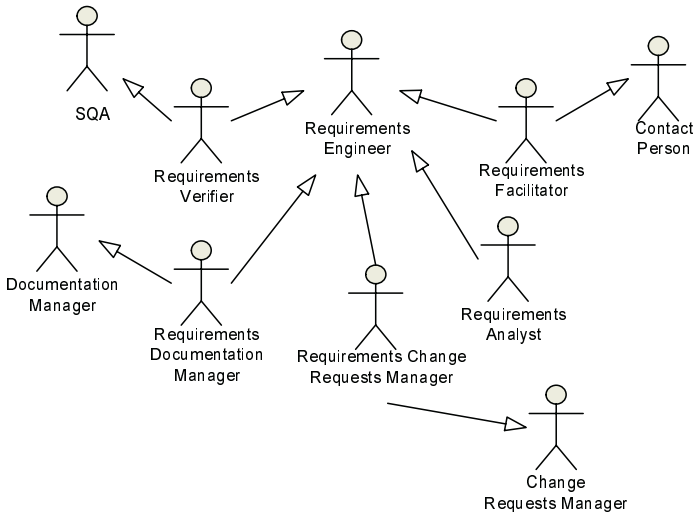 SQA
Requirements
Engineer
Contact
Person
Requirements
Verifier
Requirements
Facilitator
Documentation
Manager
Requirements
Documentation
Manager
Requirements Change
Requests Manager
Requirements
Analyst
Change
Requests Manager